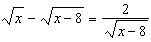 √x − √(x−8) = 2/√(x−8)